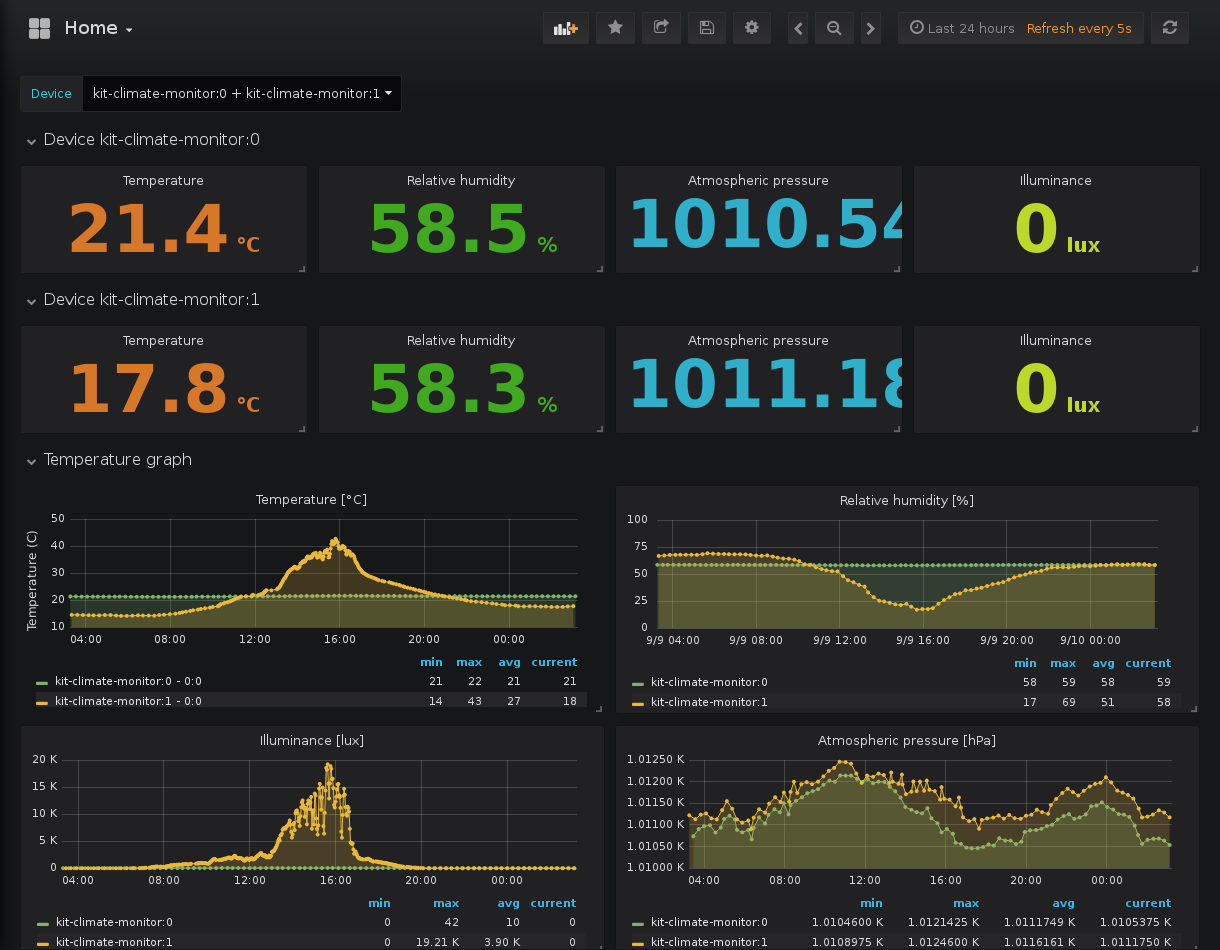 Home
Last 24 hours Refresh every 5s
Device kit-climate-monitor:0 + kit-climate-monitor:1
Device kit-climate-monitor:0
Temperature Relative humidity Atmospheric pressure Illuminance
21.4 °C 58.5 % 1010.54 0 lux
Device kit-climate-monitor:1
Temperature Relative humidity Atmospheric pressure Illuminance
17.8 °C 58.3 % 1011.18 0 lux
Temperature graph
Temperature [°C]
Temperature (C)
50
40
30
20
10
04:00 08:00 12:00 16:00 20:00 00:00
min max avg current
kit-climate-monitor:0 - 0:0 21 22 21 21
kit-climate-monitor:1 - 0:0 14 43 27 18
Relative humidity [%]
100
75
50
25
0
9/9 04:00 9/9 08:00 9/9 12:00 9/9 16:00 9/9 20:00 9/10 00:00
min max avg current
kit-climate-monitor:0 58 59 58 59
kit-climate-monitor:1 17 69 51 58
Illuminance [lux]
20 K
15 K
10 K
5 K
0
04:00 08:00 12:00 16:00 20:00 00:00
min max avg current
kit-climate-monitor:0 0 42 10 0
kit-climate-monitor:1 0 19.21 K 3.90 K 0
Atmospheric pressure [hPa]
1.01250 K
1.01200 K
1.01150 K
1.01100 K
1.01050 K
1.01000 K
04:00 08:00 12:00 16:00 20:00 00:00
min max avg current
kit-climate-monitor:0 1.0104600 K 1.0121425 K 1.0111749 K 1.0105375 K
kit-climate-monitor:1 1.0108975 K 1.0124600 K 1.0116161 K 1.0111750 K